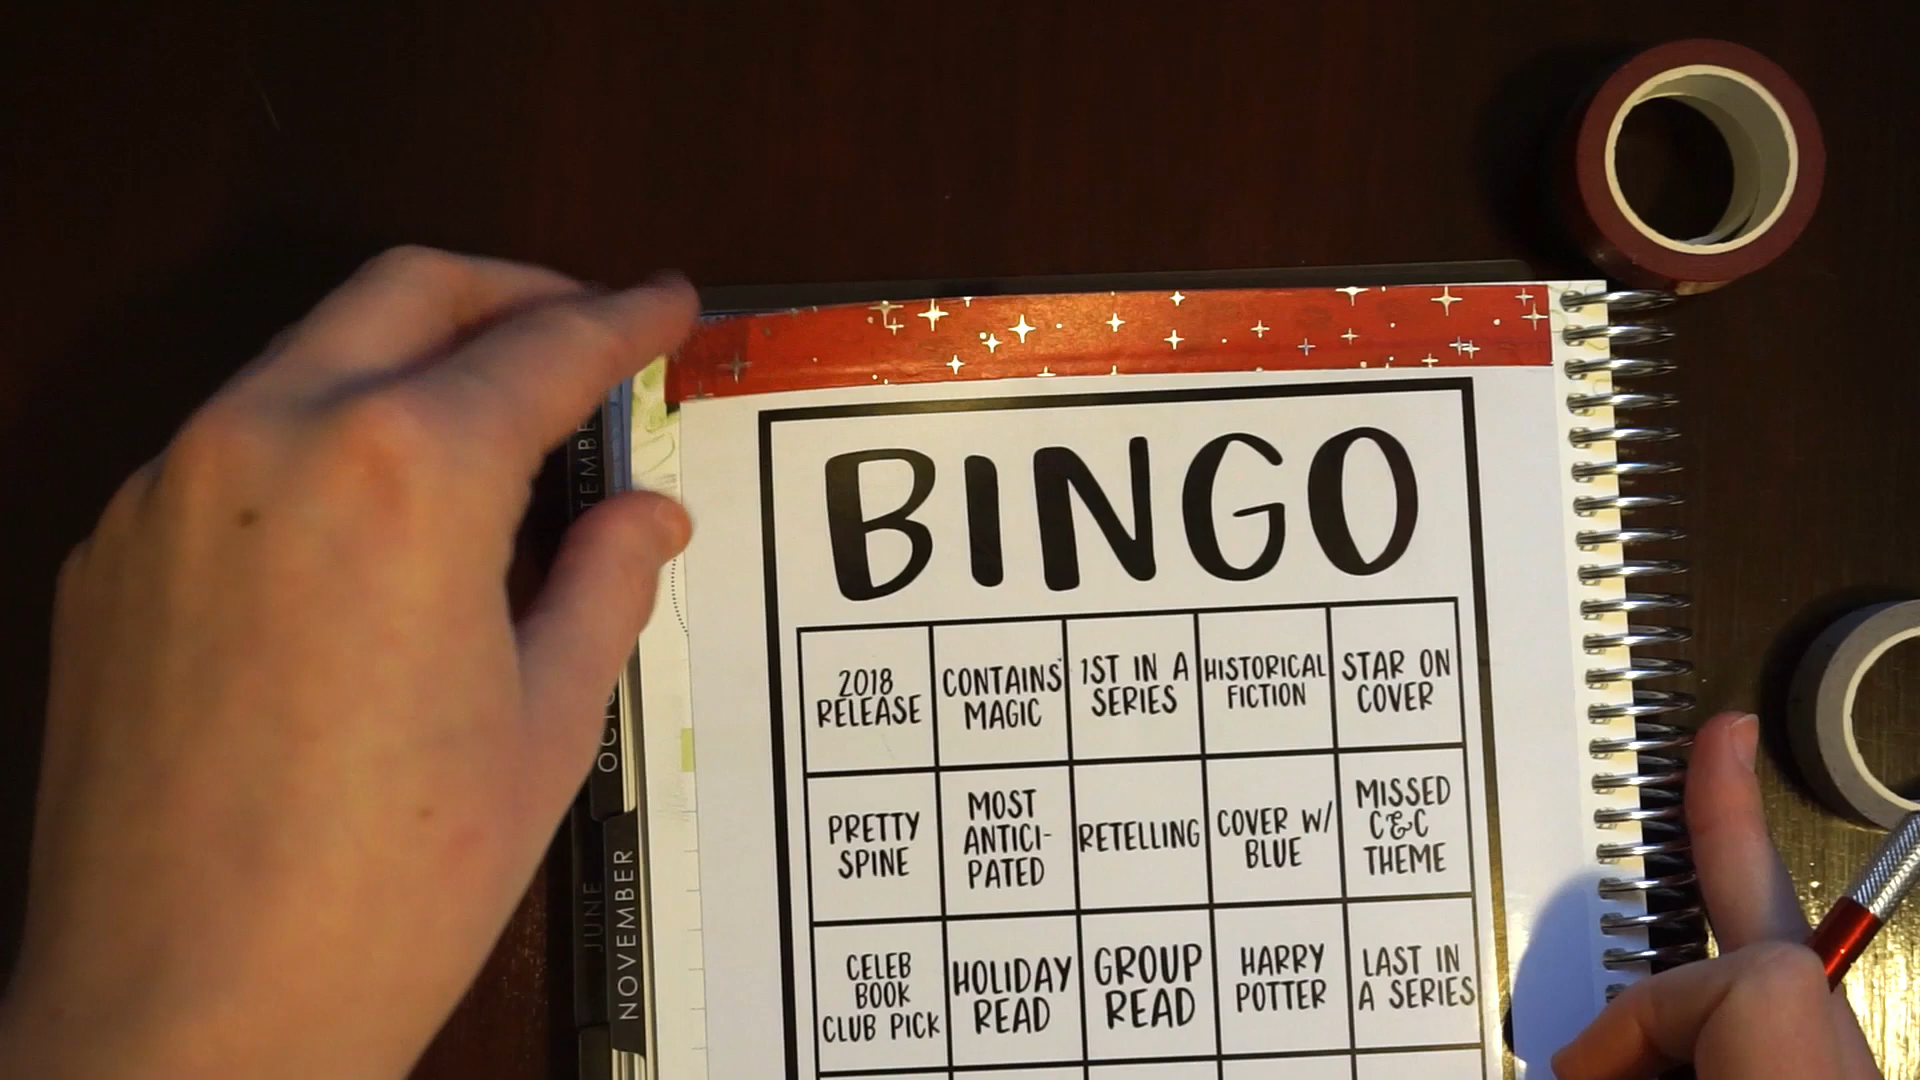 BINGO
2018
RELEASE
CONTAINS
MAGIC
1ST IN A
SERIES
HISTORICAL
FICTION
STAR ON
COVER
PRETTY
SPINE
MOST
ANTICI-
PATED
RETELLING
COVER W/
BLUE
MISSED
C&C
THEME
CELEB
BOOK
CLUB PICK
HOLIDAY
READ
GROUP
READ
HARRY
POTTER
LAST IN
A SERIES
JUNE
NOVEMBER